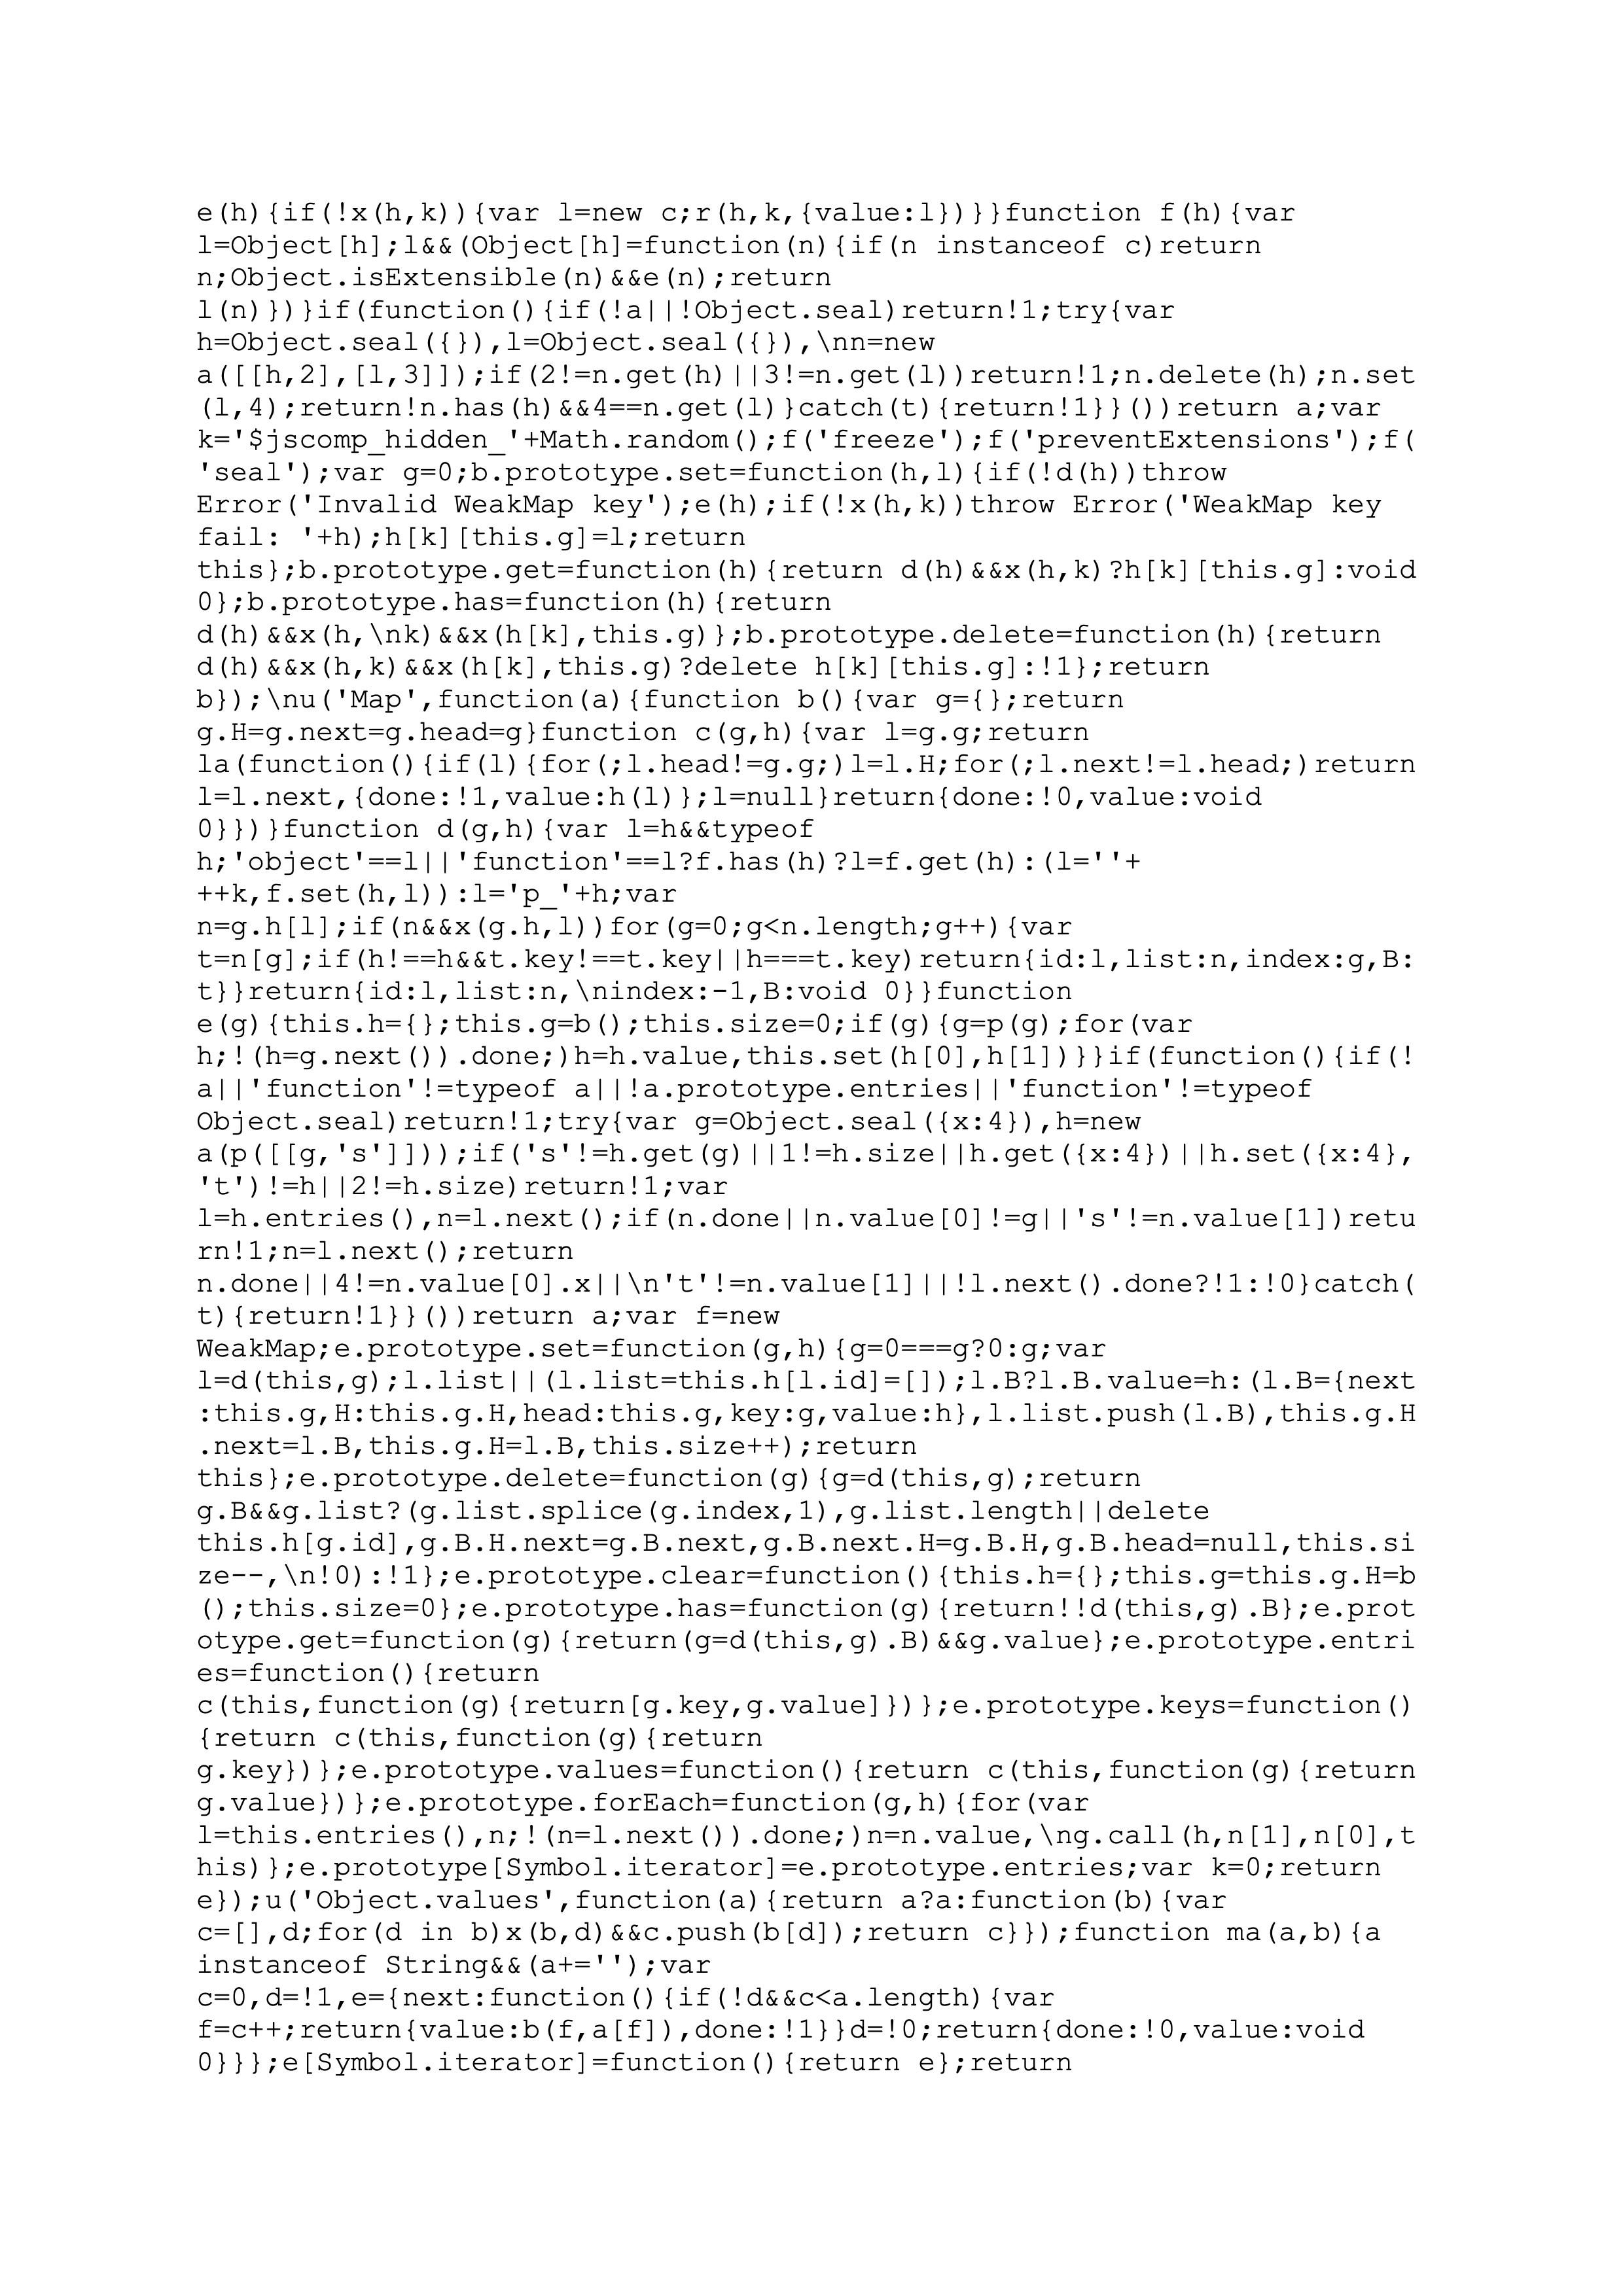 e(h){if(!x(h,k)){var l=new c;r(h,k,{value:l})}}function f(h){var
l=Object[h];l&&(Object[h]=function(n){if(n instanceof c)return
n;Object.isExtensible(n)&&e(n);return
l(n)})}if(function(){if(!a||!Object.seal)return!1;try{var
h=Object.seal({}),l=Object.seal({}),\nn=new
a([[h,2],[l,3]]);if(2!=n.get(h)||3!=n.get(l))return!1;n.delete(h);n.set
(l,4);return!n.has(h)&&4==n.get(l)}catch(t){return!1}}())return a;var
k='$jscomp_hidden_'+Math.random();f('freeze');f('preventExtensions');f(
'seal');var g=0;b.prototype.set=function(h,l){if(!d(h))throw
Error('Invalid WeakMap key');e(h);if(!x(h,k))throw Error('WeakMap key
fail: '+h);h[k][this.g]=l;return
this};b.prototype.get=function(h){return d(h)&&x(h,k)?h[k][this.g]:void
0};b.prototype.has=function(h){return
d(h)&&x(h,\nk)&&x(h[k],this.g)};b.prototype.delete=function(h){return
d(h)&&x(h,k)&&x(h[k],this.g)?delete h[k][this.g]:!1};return
b});\nu('Map',function(a){function b(){var g={};return
g.H=g.next=g.head=g}function c(g,h){var l=g.g;return
la(function(){if(l){for(;l.head!=g.g;)l=l.H;for(;l.next!=l.head;)return
l=l.next,{done:!1,value:h(l)};l=null}return{done:!0,value:void
0}})}function d(g,h){var l=h&&typeof
h;'object'==l||'function'==l?f.has(h)?l=f.get(h):(l=''+
++k,f.set(h,l)):l='p_'+h;var
n=g.h[l];if(n&&x(g.h,l))for(g=0;g<n.length;g++){var
t=n[g];if(h!==h&&t.key!==t.key||h===t.key)return{id:l,list:n,index:g,B:
t}}return{id:l,list:n,\nindex:-1,B:void 0}}function
e(g){this.h={};this.g=b();this.size=0;if(g){g=p(g);for(var
h;!(h=g.next()).done;)h=h.value,this.set(h[0],h[1])}}if(function(){if(!
a||'function'!=typeof a||!a.prototype.entries||'function'!=typeof
Object.seal)return!1;try{var g=Object.seal({x:4}),h=new
a(p([[g,'s']]));if('s'!=h.get(g)||1!=h.size||h.get({x:4})||h.set({x:4},
't')!=h||2!=h.size)return!1;var
l=h.entries(),n=l.next();if(n.done||n.value[0]!=g||'s'!=n.value[1])retu
rn!1;n=l.next();return
n.done||4!=n.value[0].x||\n't'!=n.value[1]||!l.next().done?!1:!0}catch(
t){return!1}}())return a;var f=new
WeakMap;e.prototype.set=function(g,h){g=0===g?0:g;var
l=d(this,g);l.list||(l.list=this.h[l.id]=[]);l.B?l.B.value=h:(l.B={next
:this.g,H:this.g.H,head:this.g,key:g,value:h},l.list.push(l.B),this.g.H
.next=l.B,this.g.H=l.B,this.size++);return
this};e.prototype.delete=function(g){g=d(this,g);return
g.B&&g.list?(g.list.splice(g.index,1),g.list.length||delete
this.h[g.id],g.B.H.next=g.B.next,g.B.next.H=g.B.H,g.B.head=null,this.si
ze--,\n!0):!1};e.prototype.clear=function(){this.h={};this.g=this.g.H=b
();this.size=0};e.prototype.has=function(g){return!!d(this,g).B};e.prot
otype.get=function(g){return(g=d(this,g).B)&&g.value};e.prototype.entri
es=function(){return
c(this,function(g){return[g.key,g.value]})};e.prototype.keys=function()
{return c(this,function(g){return
g.key})};e.prototype.values=function(){return c(this,function(g){return
g.value})};e.prototype.forEach=function(g,h){for(var
l=this.entries(),n;!(n=l.next()).done;)n=n.value,\ng.call(h,n[1],n[0],t
his)};e.prototype[Symbol.iterator]=e.prototype.entries;var k=0;return
e});u('Object.values',function(a){return a?a:function(b){var
c=[],d;for(d in b)x(b,d)&&c.push(b[d]);return c}});function ma(a,b){a
instanceof String&&(a+='');var
c=0,d=!1,e={next:function(){if(!d&&c<a.length){var
f=c++;return{value:b(f,a[f]),done:!1}}d=!0;return{done:!0,value:void
0}}};e[Symbol.iterator]=function(){return e};return